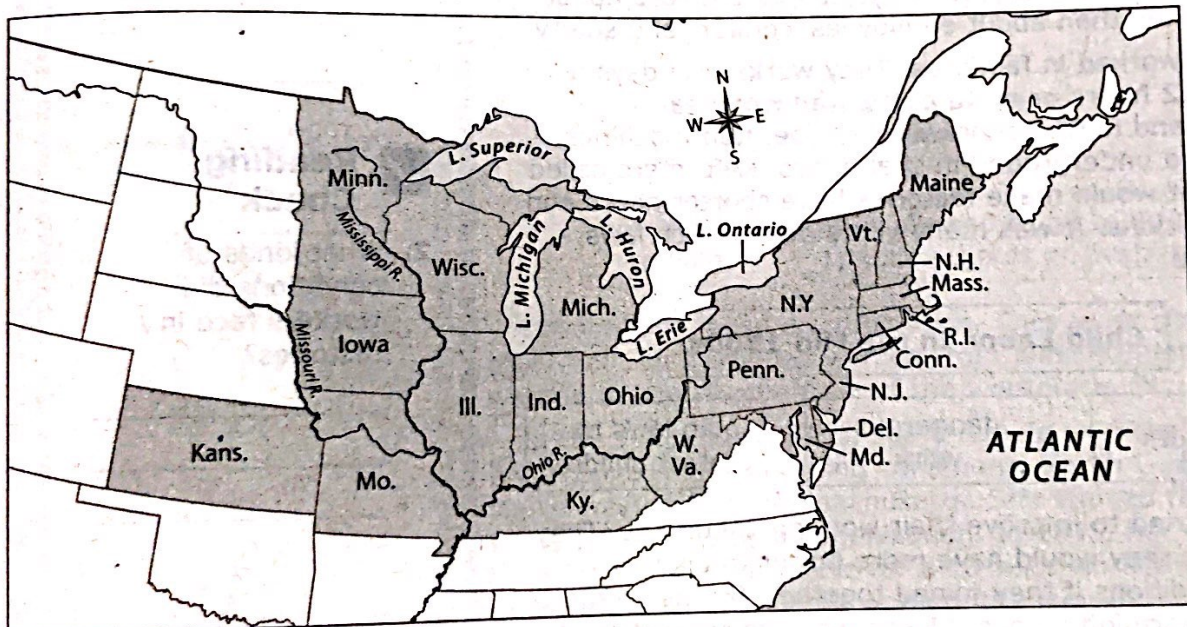 N
W E
S
L. Superior
Minn.
Maine
L. Ontario
Vt.
L. Huron
Mississippi R.
L. Michigan
Wisc.
N.H.
Mass.
Mich.
N.Y
L. Erie
R.I.
Iowa
Conn.
Missouri R.
Penn.
N.J.
Ill.
Ind.
Ohio
Del.
Md.
W.
Va.
ATLANTIC
OCEAN
Kans.
Ohio R.
Mo.
Ky.